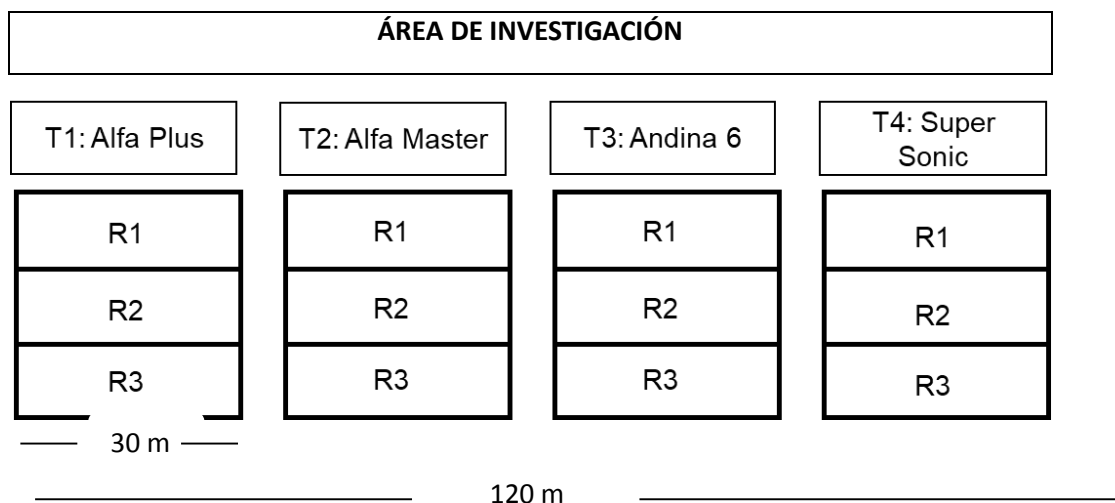 ÁREA DE INVESTIGACIÓN
T1: Alfa Plus
T2: Alfa Master
T3: Andina 6
T4: Super
Sonic
R1
R1
R1
R1
R2
R2
R2
R2
R3
R3
R3
R3
30 m
120 m